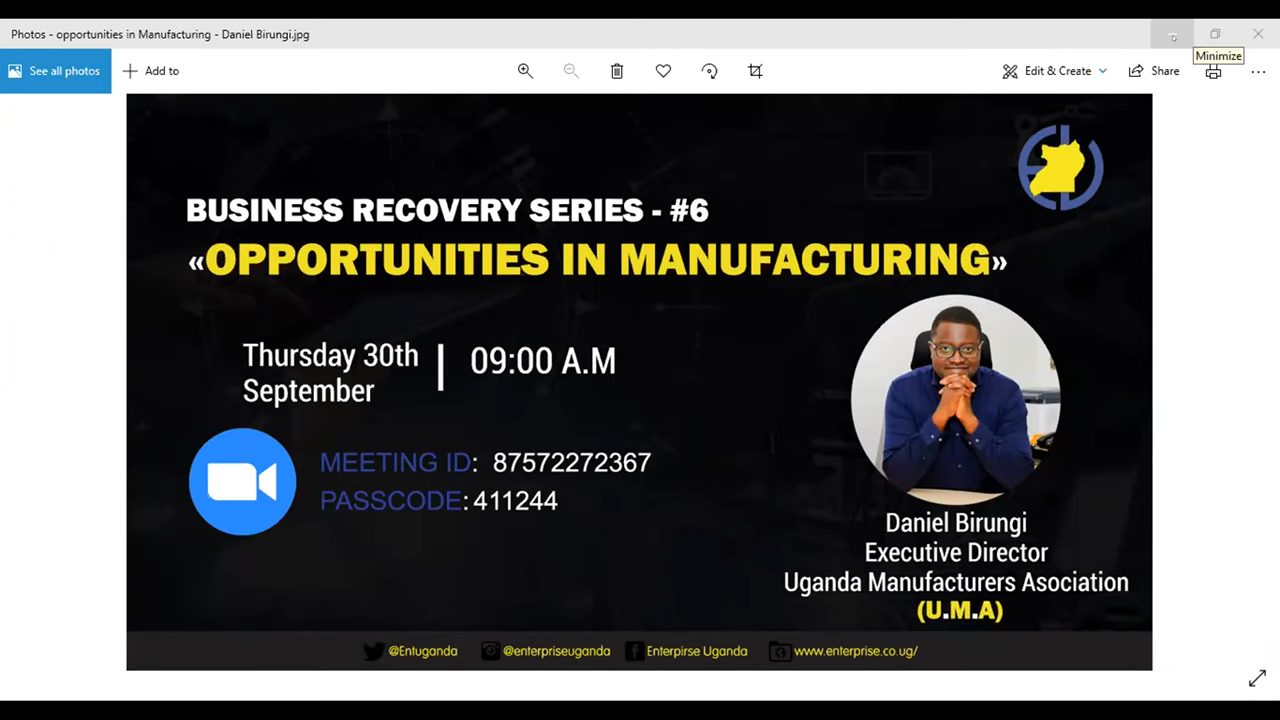 Photos - opportunities in Manufacturing - Daniel Birungi.jpg
Minimize
See all photos
Add to
Edit & Create
Share
BUSINESS RECOVERY SERIES - #6
«OPPORTUNITIES IN MANUFACTURING»
Thursday 30th
September
09:00 A.M
MEETING ID: 87572272367
PASSCODE: 411244
Daniel Birungi
Executive Director
Uganda Manufacturers Asociation
(U.M.A)
@Entuganda @enterpriseuganda Enterpirse Uganda www.enterprise.co.ug/